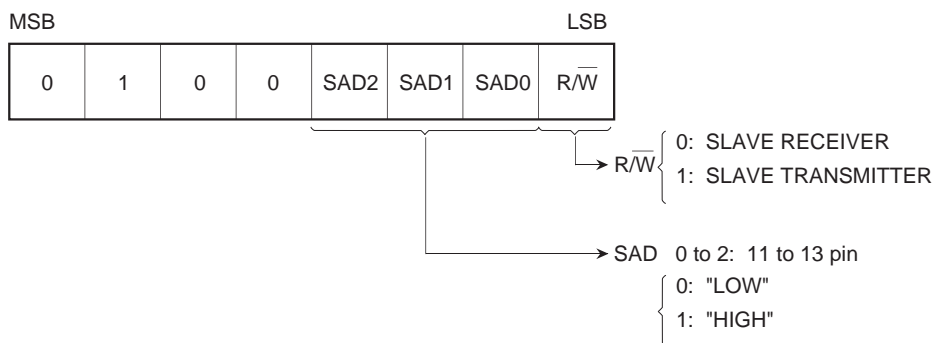 MSB LSB
0 1 0 0 SAD2 SAD1 SAD0 R/W̅
R/W̅ 0: SLAVE RECEIVER
1: SLAVE TRANSMITTER
SAD 0 to 2: 11 to 13 pin
0: "LOW"
1: "HIGH"